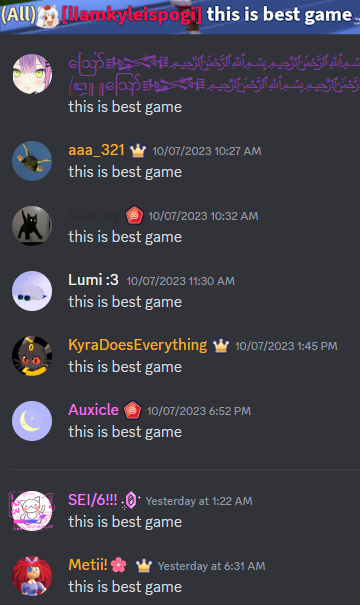 (All) [liamkyleispogi] this is best game
this is best game
aaa_321 10/07/2023 10:27 AM
this is best game
Soaring 10/07/2023 10:32 AM
this is best game
Lumi :3 10/07/2023 11:30 AM
this is best game
KyraDoesEverything 10/07/2023 1:45 PM
this is best game
Auxicle 10/07/2023 6:52 PM
this is best game
SEI/6!!! Yesterday at 1:22 AM
this is best game
Metii!🌸 Yesterday at 6:31 AM
this is best game